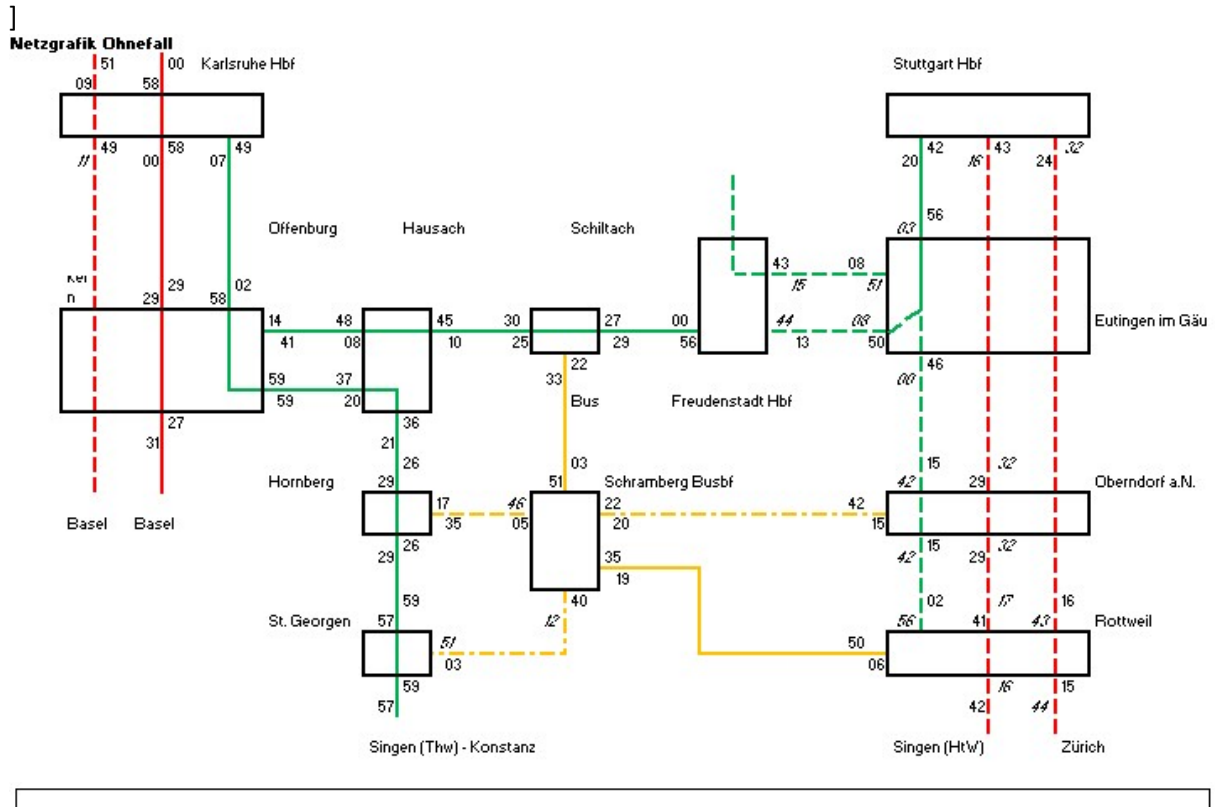 ]
Netzgrafik Ohnefall
51 00 Karlsruhe Hbf Stuttgart Hbf
09 58
49 58 49 42 43 32
11 00 07 20 16 24
56
03
Offenburg Hausach Schiltach
43 08
15 51
n
29 02
29 58
14 48 45 30 27 00 44 08 Eutingen im Gäu
41 08 10 25 29 56 13 50
22 46
59 37 33 00
59 20
Bus Freudenstadt Hbf
27 36
31 21
26 03 15 32
Hornberg 29 51 Schramberg Busbf 42 29 Oberndorf a.N.
17 46 22 42
35 05 20 15
Basel Basel
26 15 32
29 35 42 29
19
59 40 02 17 16
St. Georgen 57 12 56 41 43 Rottweil
51 50
03 06
59 16 15
57 42 44
Singen (Thw) - Konstanz Singen (HtW) Zürich